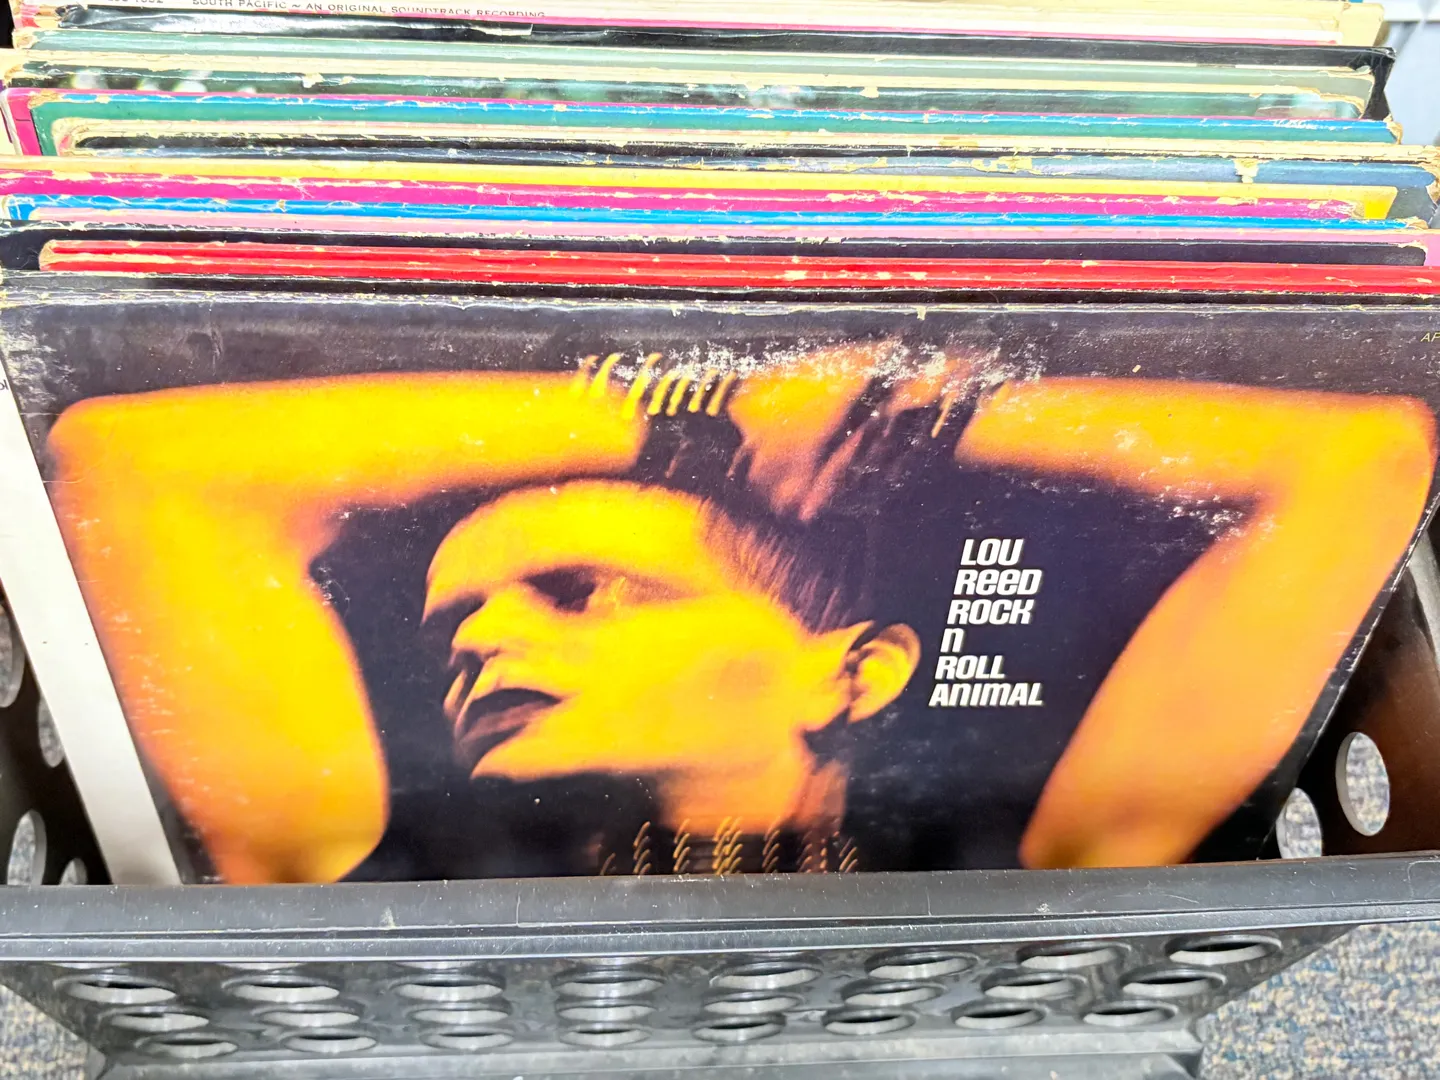 SOUTH PACIFIC ~ AN ORIGINAL SOUNDTRACK RECORDING
LOU
REED
ROCK
N
ROLL
ANIMAL